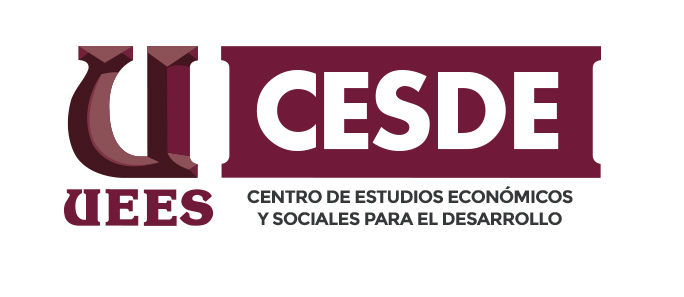 U
UEES
CESDE
CENTRO DE ESTUDIOS ECONÓMICOS
Y SOCIALES PARA EL DESARROLLO